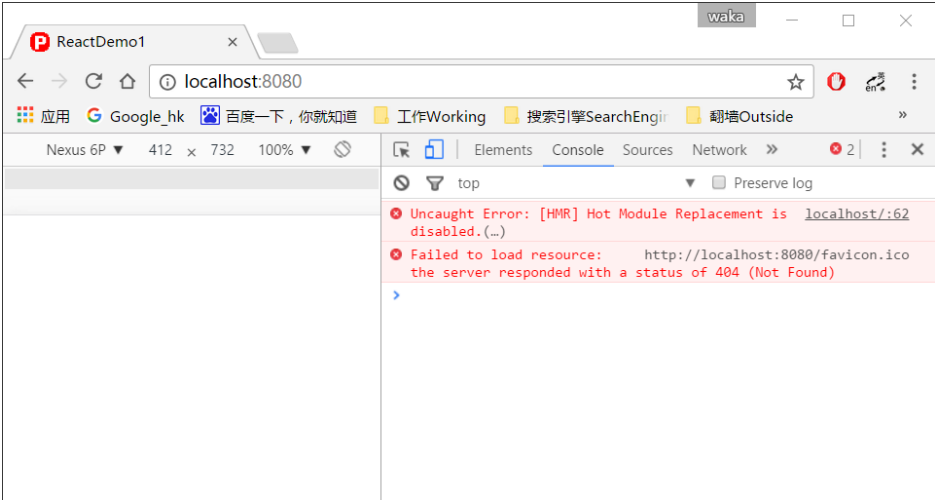 waka
ReactDemo1
localhost:8080
应用 Google_hk 百度一下，你就知道 工作Working 搜索引擎SearchEngin 翻墙Outside »
Nexus 6P ▼ 412 × 732 100% ▼ Elements Console Sources Network » 2
top ▼ Preserve log
Uncaught Error: [HMR] Hot Module Replacement is localhost/:62
disabled.(…)
Failed to load resource: http://localhost:8080/favicon.ico
the server responded with a status of 404 (Not Found)